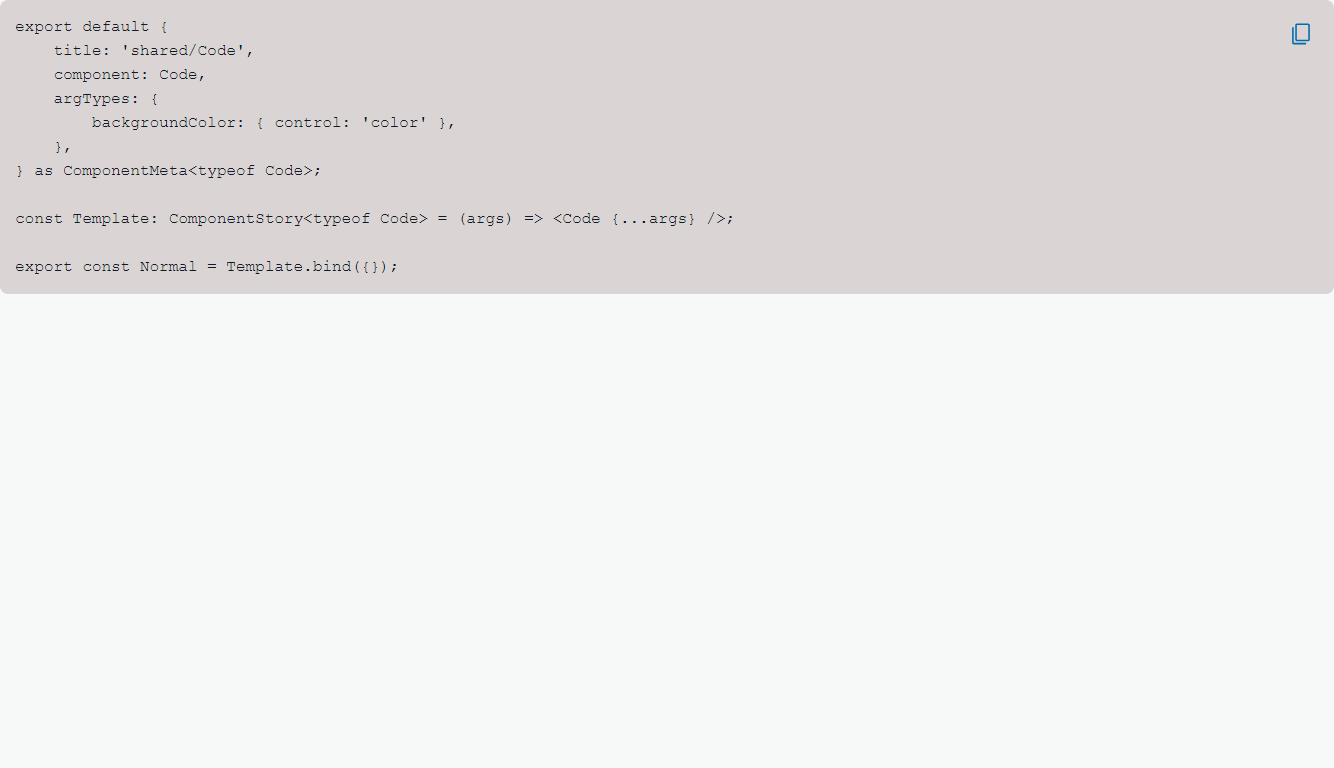 export default {
    title: 'shared/Code',
    component: Code,
    argTypes: {
        backgroundColor: { control: 'color' },
    },
} as ComponentMeta<typeof Code>;

const Template: ComponentStory<typeof Code> = (args) => <Code {...args} />;

export const Normal = Template.bind({});